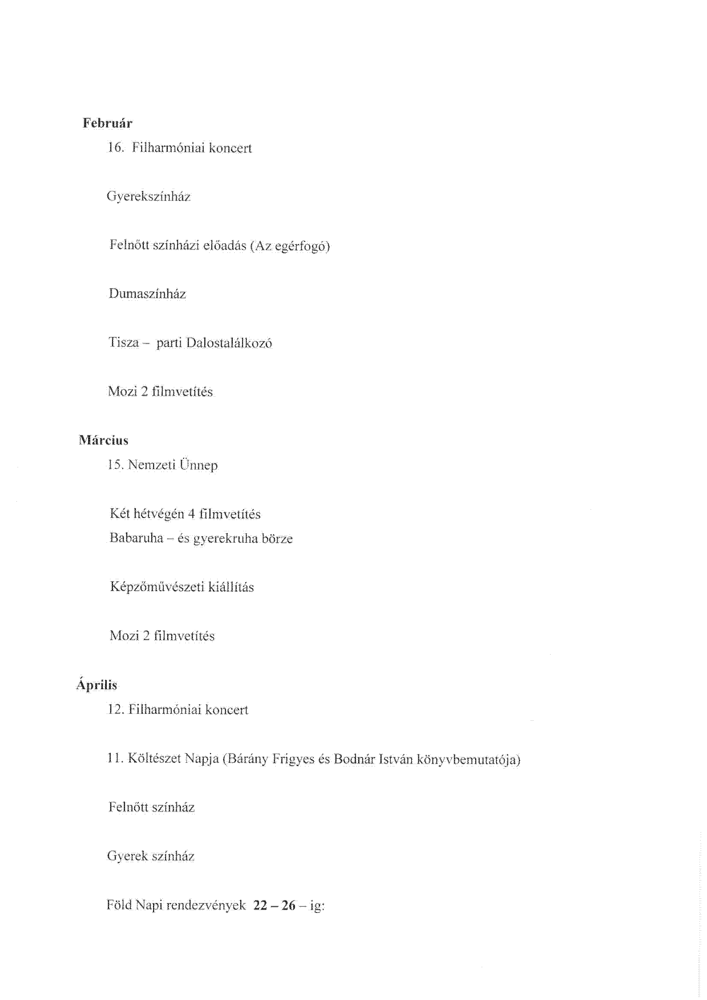 Február
16. Filharmóniai koncert
Gyerekszínház
Felnőtt színházi előadás (Az egérfogó)
Dumaszínház
Tisza – parti Dalostalálkozó
Mozi 2 filmvetítés
Március
15. Nemzeti Ünnep
Két hétvégén 4 filmvetítés
Babaruha – és gyerekruha börze
Képzőművészeti kiállítás
Mozi 2 filmvetítés
Április
12. Filharmóniai koncert
11. Költészet Napja (Bárány Frigyes és Bodnár István könyvbemutatója)
Felnőtt színház
Gyerek színház
Föld Napi rendezvények 22 – 26 – ig: